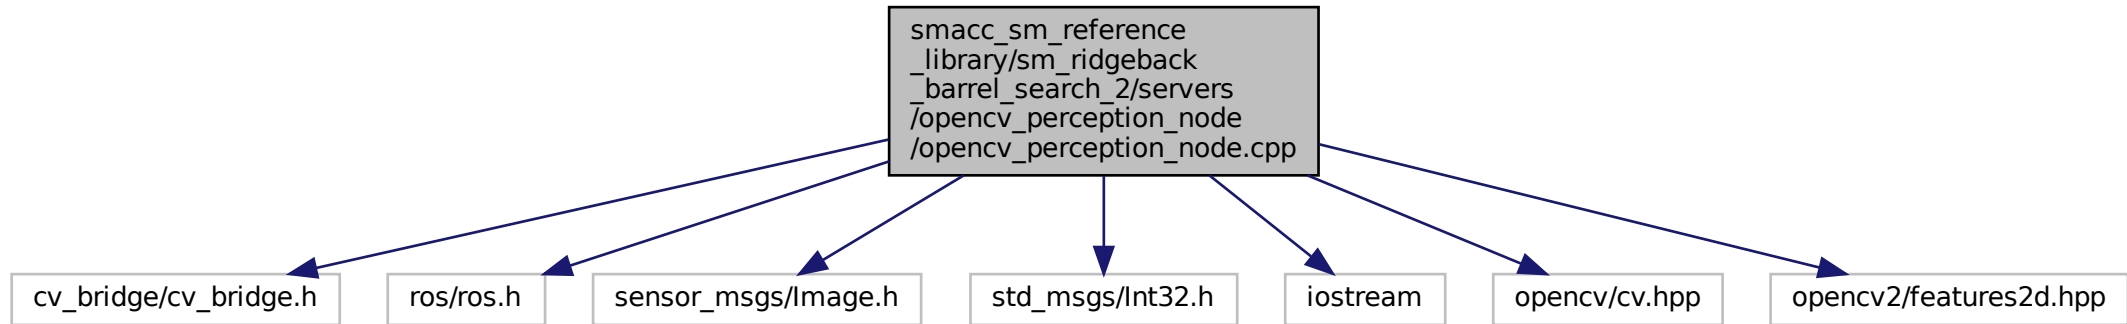 smacc_sm_reference
_library/sm_ridgeback
_barrel_search_2/servers
/opencv_perception_node
/opencv_perception_node.cpp
cv_bridge/cv_bridge.h
ros/ros.h
sensor_msgs/Image.h
std_msgs/Int32.h
iostream
opencv/cv.hpp
opencv2/features2d.hpp